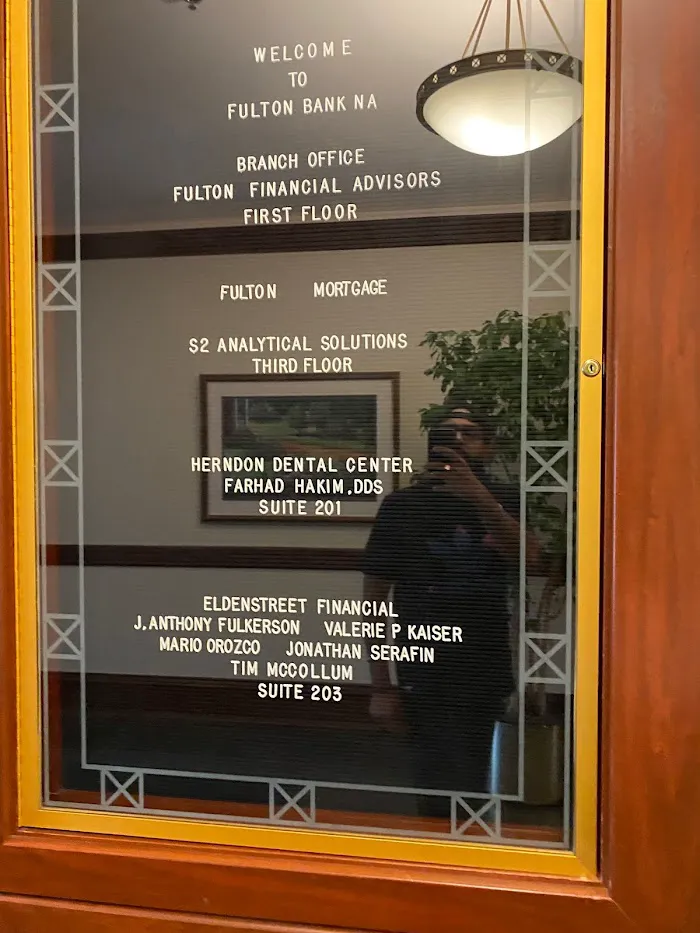 WELCOME
TO
FULTON BANK NA
BRANCH OFFICE
FULTON FINANCIAL ADVISORS
FIRST FLOOR
FULTON MORTGAGE
S2 ANALYTICAL SOLUTIONS
THIRD FLOOR
HERNDON DENTAL CENTER
FARHAD HAKIM,DDS
SUITE 201
ELDENSTREET FINANCIAL
J,ANTHONY FULKERSON VALERIE P KAISER
MARIO OROZCO JONATHAN SERAFIN
TIM MCCOLLUM
SUITE 203